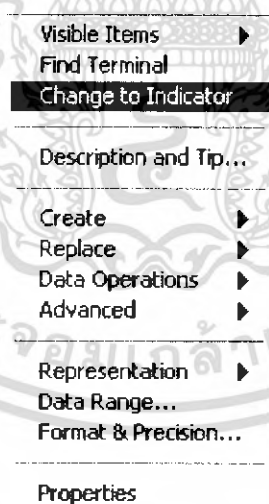 Visible Items
Find Terminal
Change to Indicator
Description and Tip...
Create
Replace
Data Operations
Advanced
Representation
Data Range...
Format & Precision...
Properties